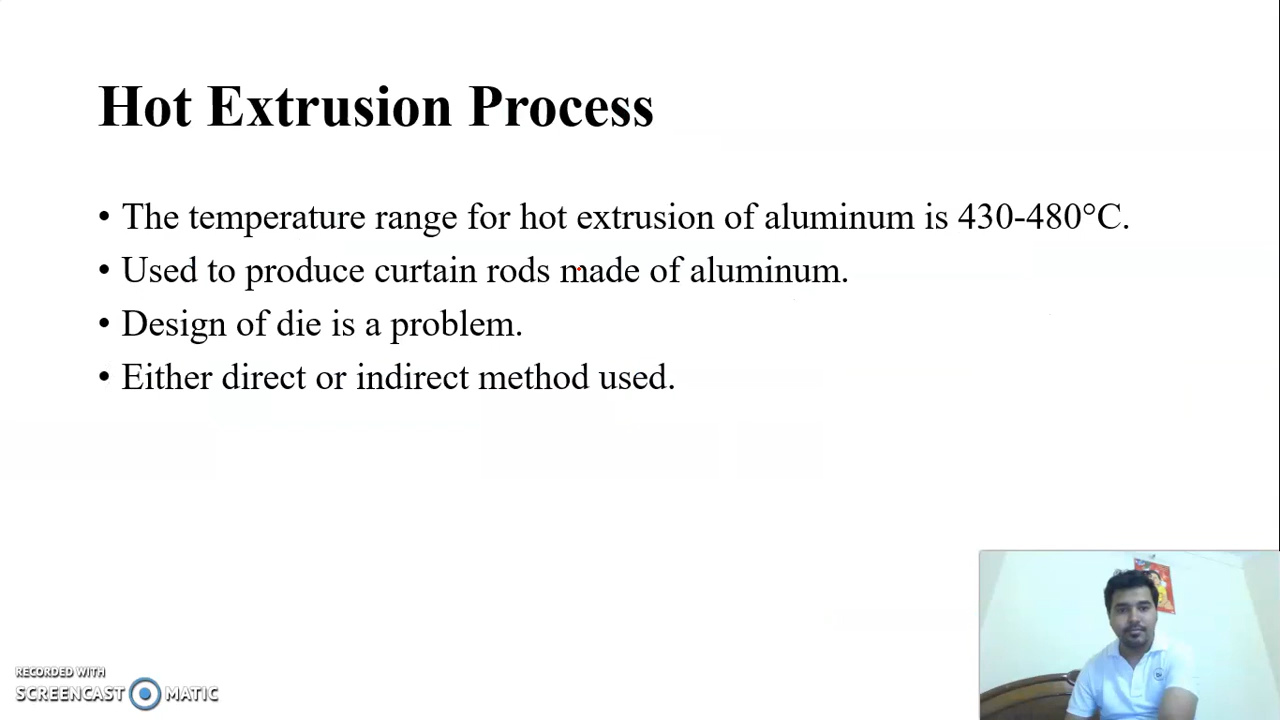 Hot Extrusion Process
• The temperature range for hot extrusion of aluminum is 430-480°C.
• Used to produce curtain rods made of aluminum.
• Design of die is a problem.
• Either direct or indirect method used.
RECORDED WITH
SCREENCAST MATIC